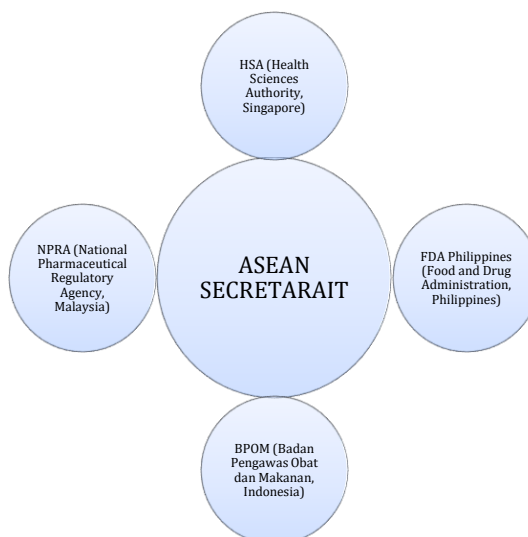 HSA (Health
Sciences
Authority,
Singapore)
NPRA (National
Pharmaceutical
Regulatory
Agency,
Malaysia)
ASEAN
SECRETARAIT
FDA Philippines
(Food and Drug
Administration,
Philippines)
BPOM (Badan
Pengawas Obat
dan Makanan,
Indonesia)